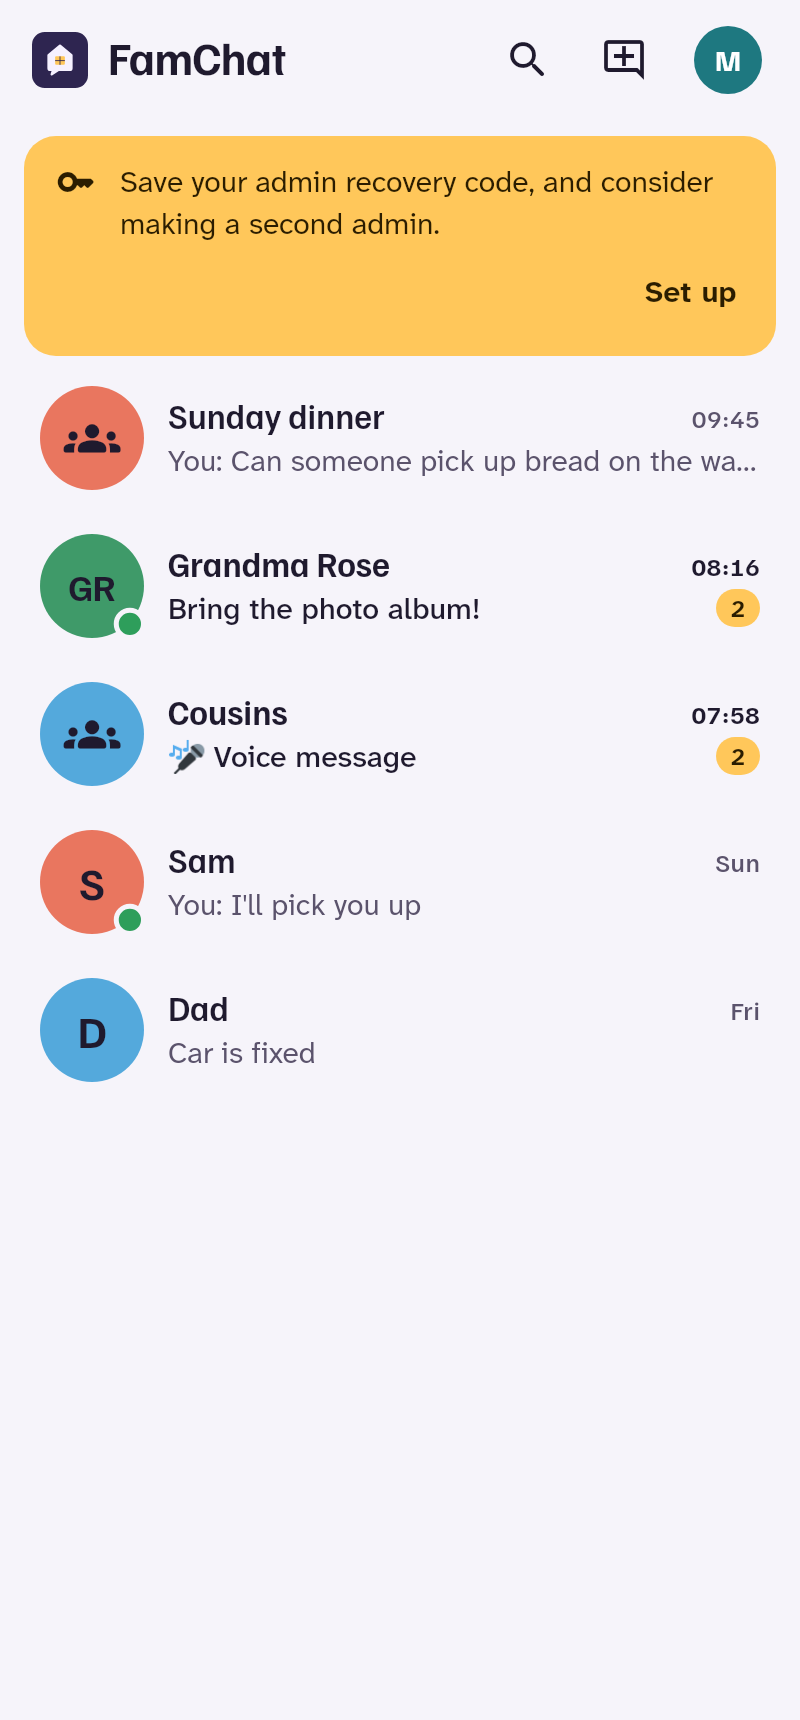 FamChat
M
Save your admin recovery code, and consider
making a second admin.
Set up
Sunday dinner 09:45
You: Can someone pick up bread on the wa...
GR
Grandma Rose 08:16
Bring the photo album! 2
Cousins 07:58
🎤 Voice message 2
S
Sam Sun
You: I'll pick you up
D
Dad Fri
Car is fixed